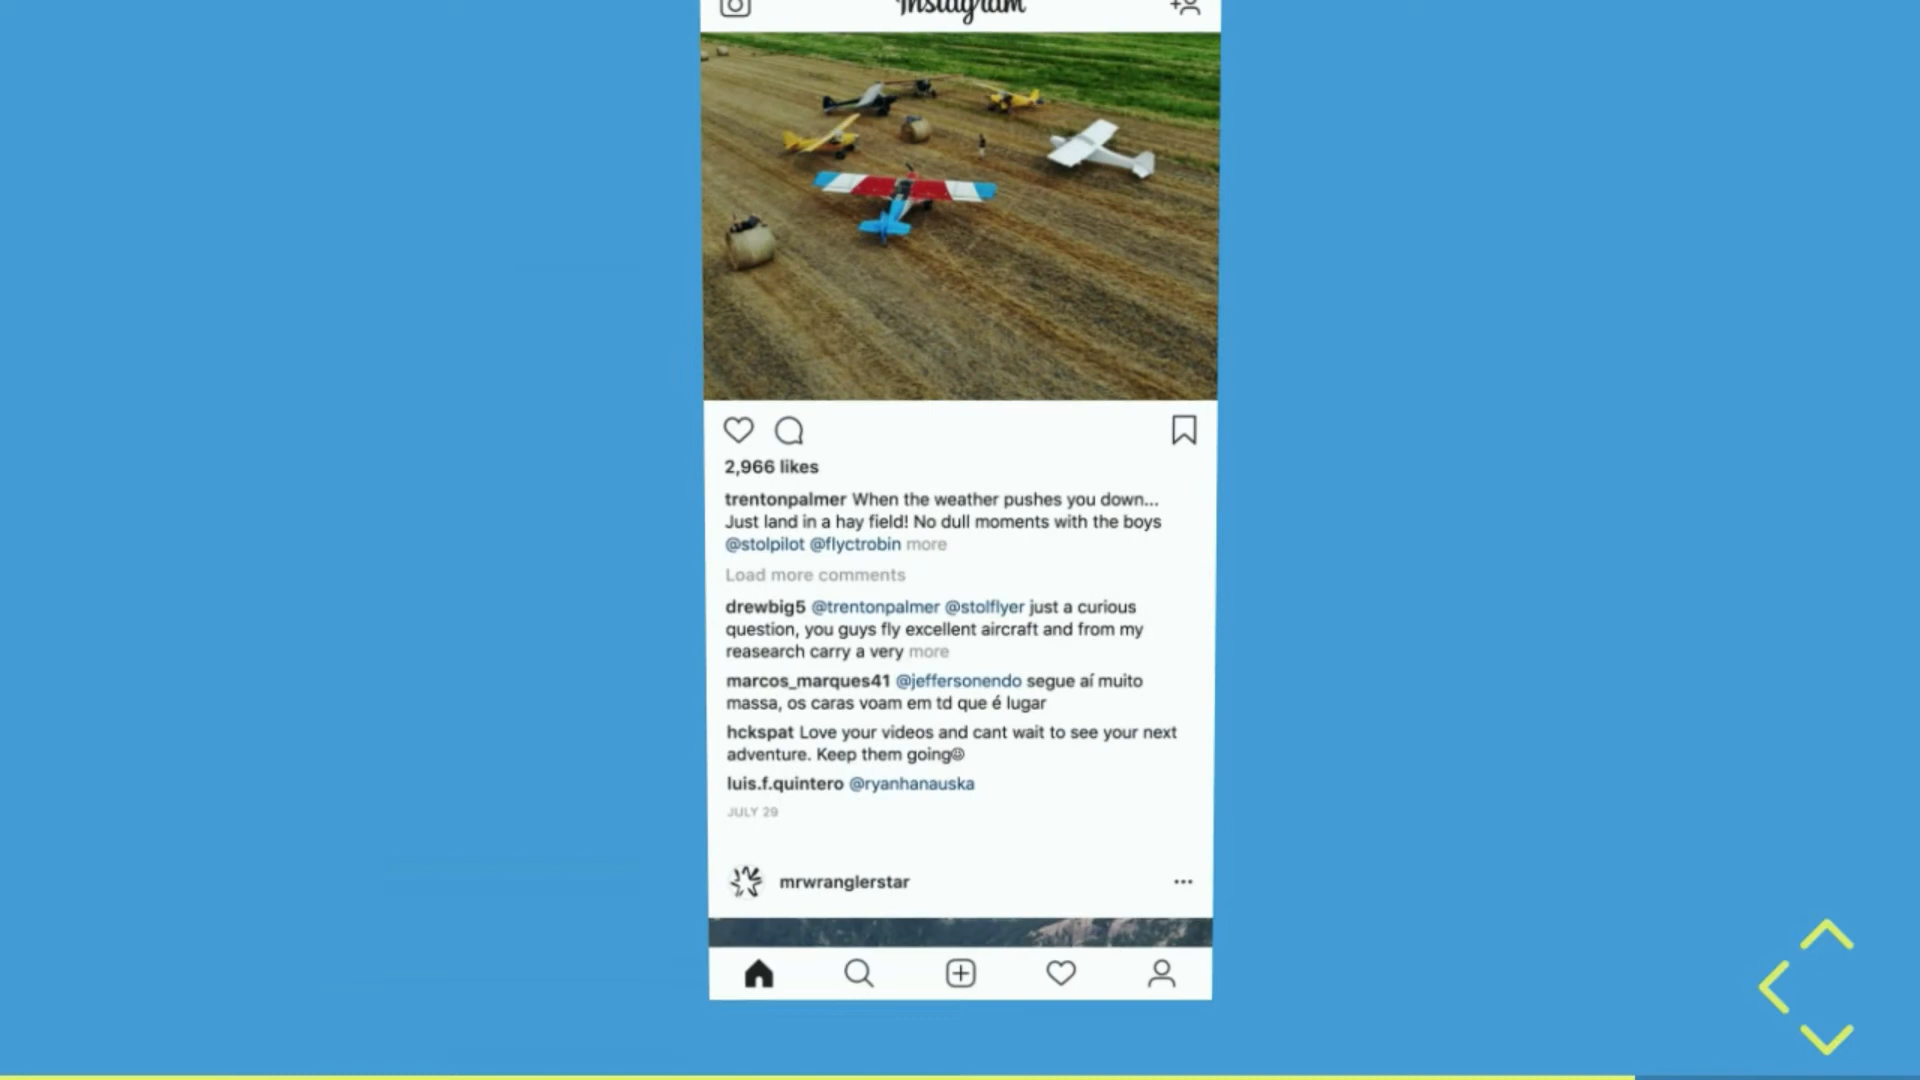 Instagram
2,966 likes
trentonpalmer When the weather pushes you down...
Just land in a hay field! No dull moments with the boys
@stolpilot @flyctrobin more
Load more comments
drewbig5 @trentonpalmer @stolflyer just a curious
question, you guys fly excellent aircraft and from my
reasearch carry a very more
marcos_marques41 @jeffersonendo segue aí muito
massa, os caras voam em td que é lugar
hckspat Love your videos and cant wait to see your next
adventure. Keep them going☺
luis.f.quintero @ryanhanauska
JULY 29
mrwranglerstar